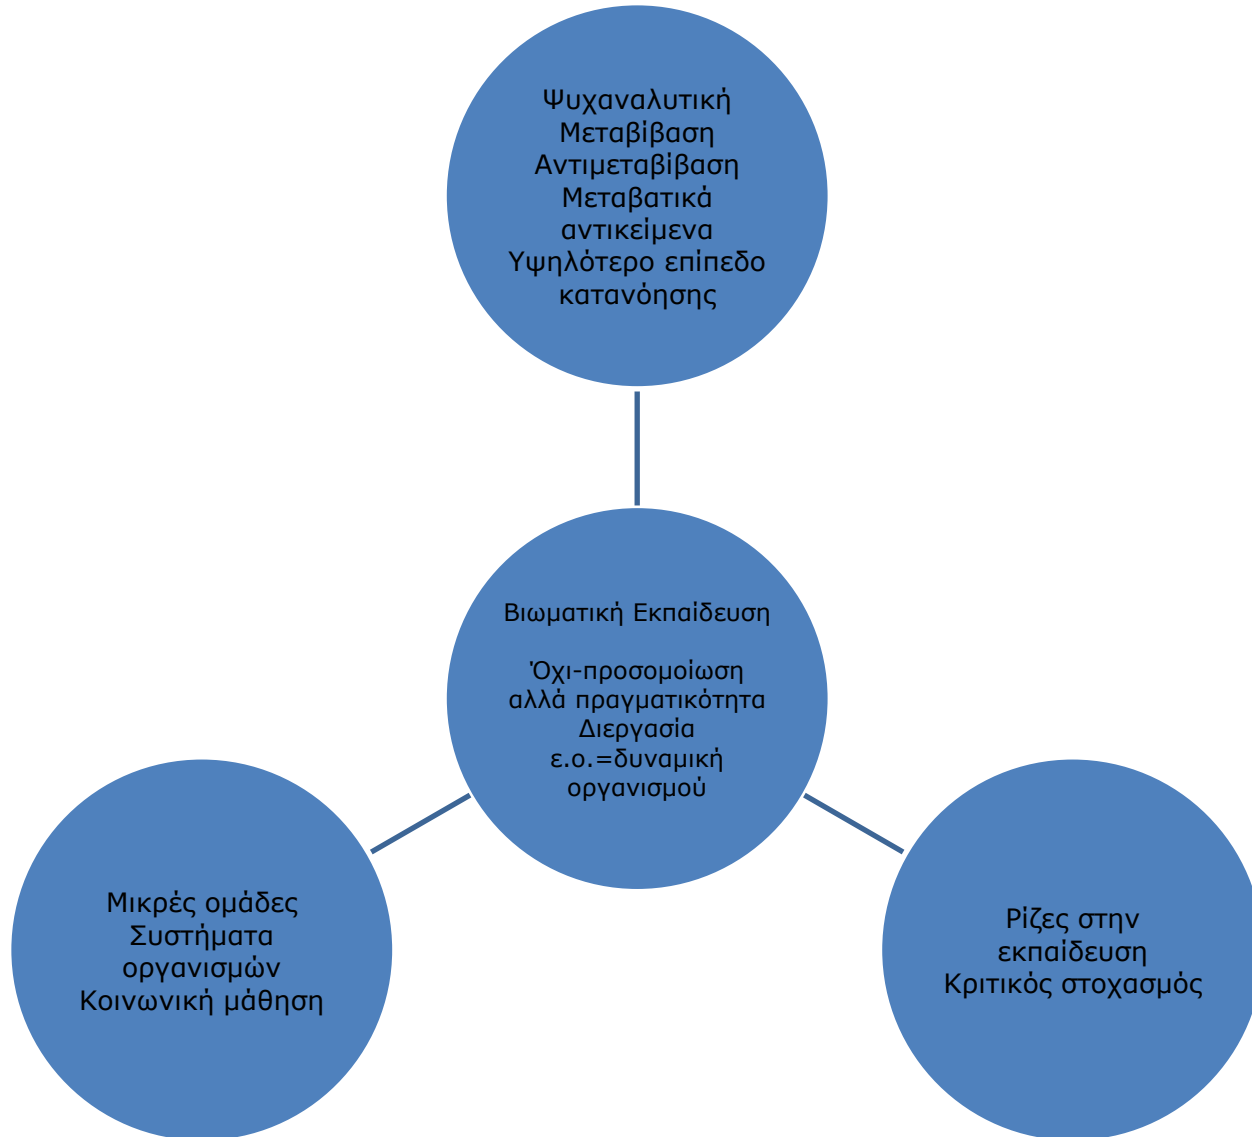 Ψυχαναλυτική
Μεταβίβαση
Αντιμεταβίβαση
Μεταβατικά
αντικείμενα
Υψηλότερο επίπεδο
κατανόησης
Βιωματική Εκπαίδευση
Όχι-προσομοίωση
αλλά πραγματικότητα
Διεργασία
ε.ο.=δυναμική
οργανισμού
Μικρές ομάδες
Συστήματα
οργανισμών
Κοινωνική μάθηση
Ρίζες στην
εκπαίδευση
Κριτικός στοχασμός